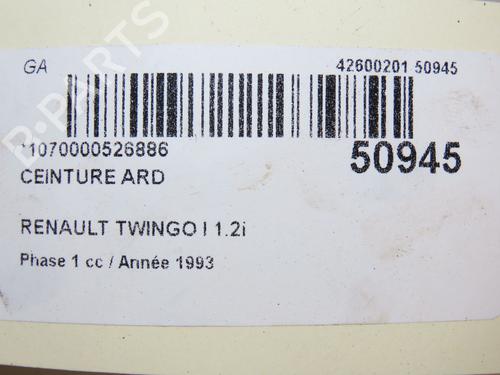 GA
42600201 50945
*1070000526886
50945
CEINTURE ARD
RENAULT TWINGO I 1.2i
Phase 1 cc / Année 1993
B-PARTS